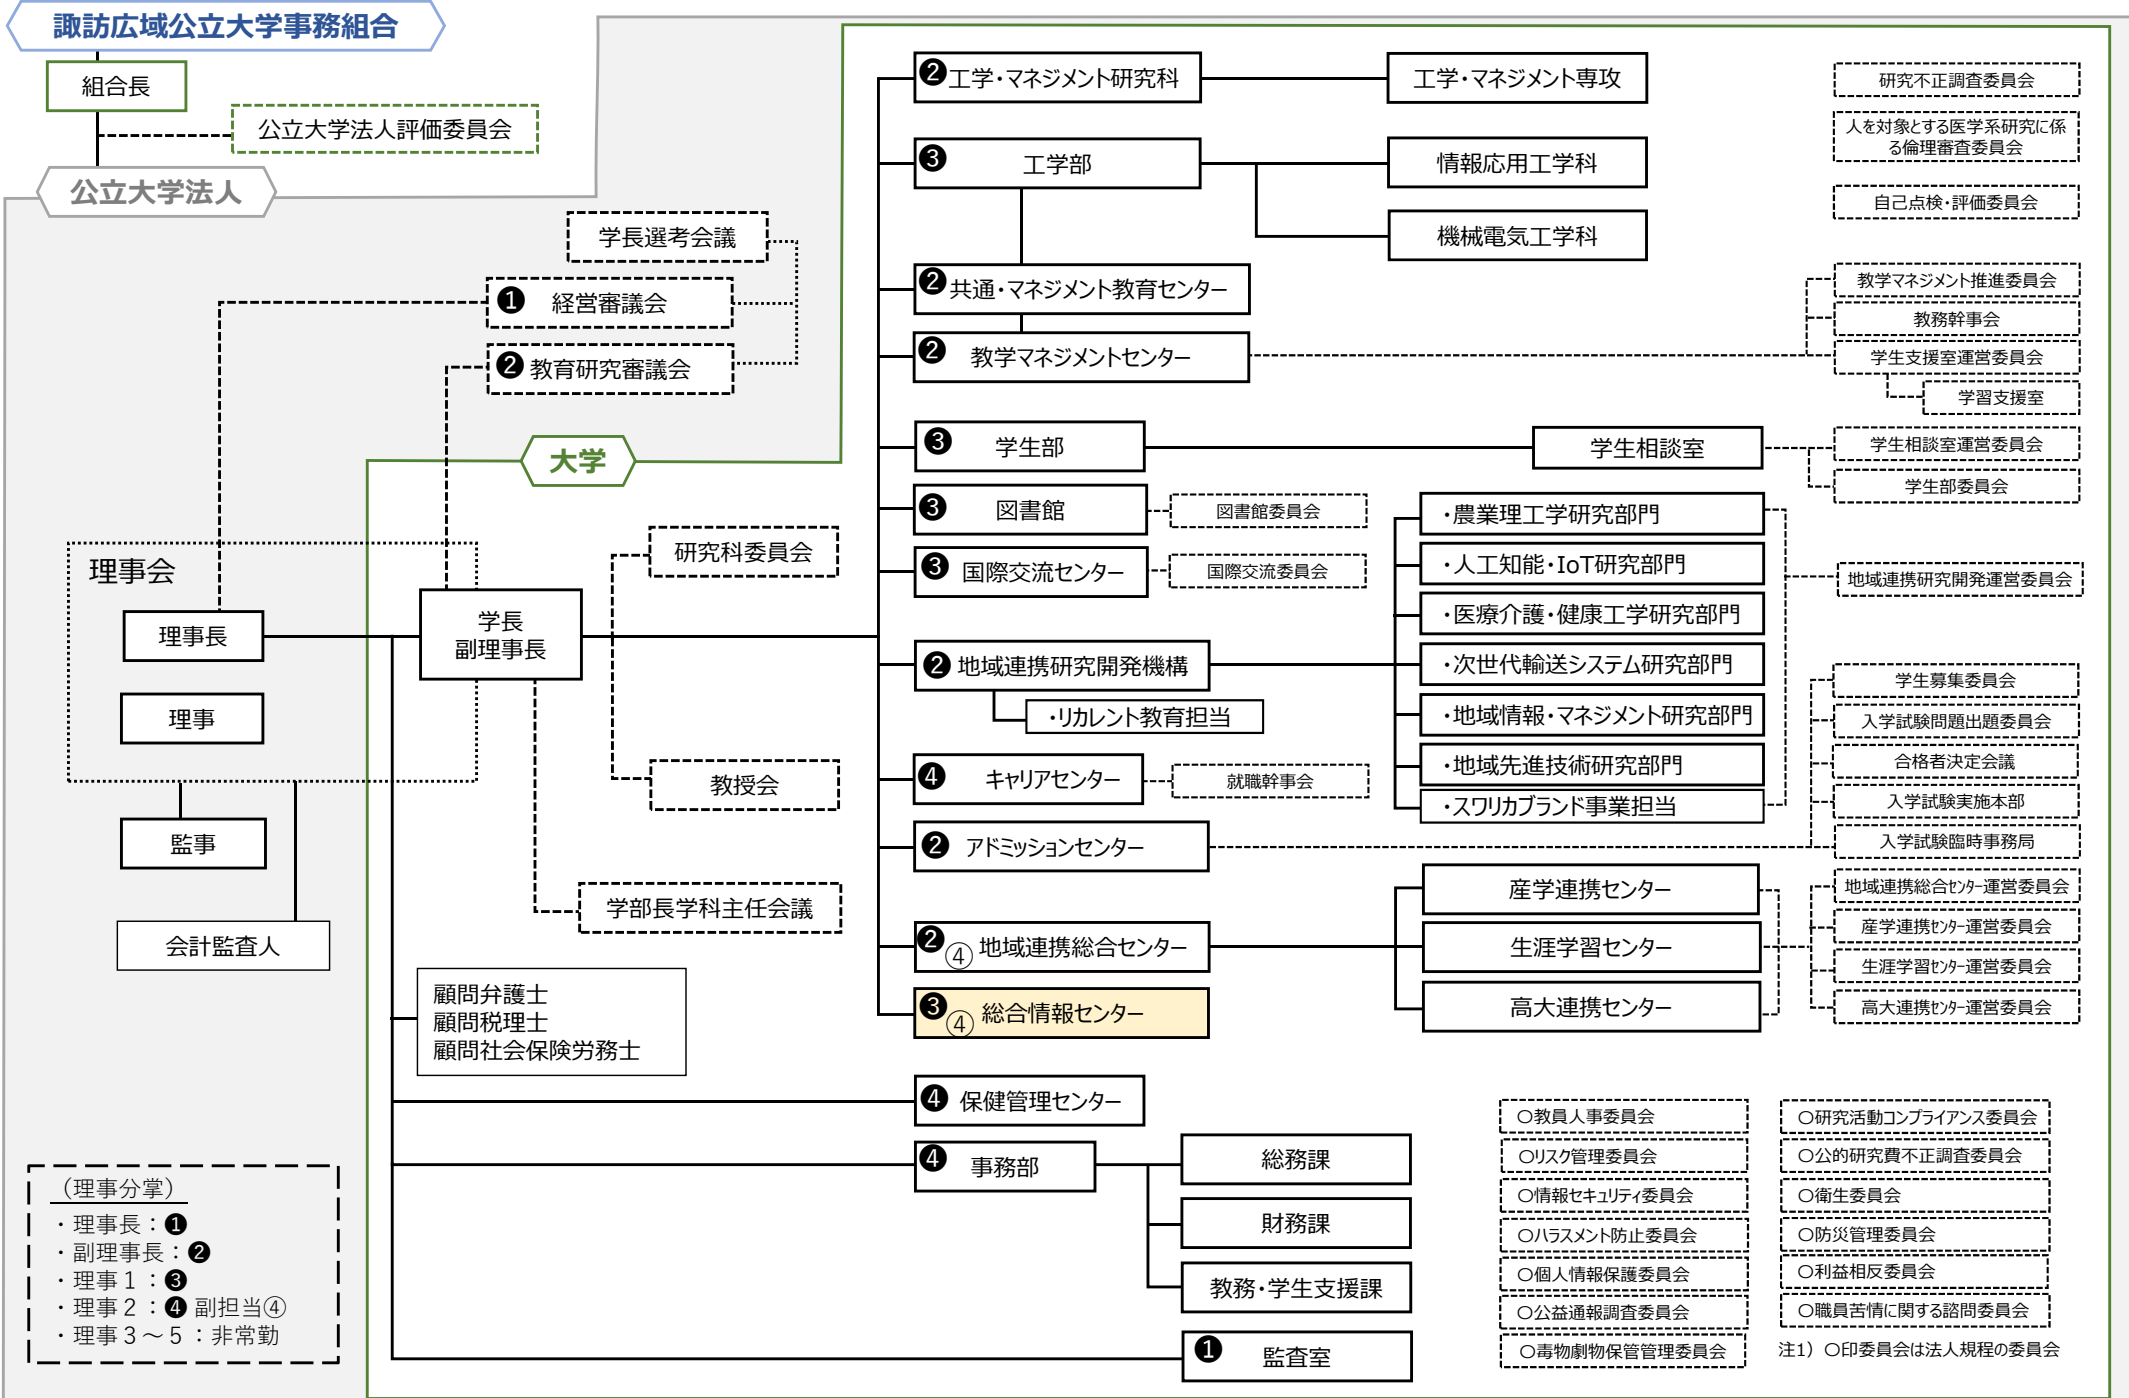 諏訪広域公立大学事務組合
組合長
公立大学法人評価委員会
公立大学法人
学長選考会議
❶ 経営審議会
❷ 教育研究審議会
大学
理事会
理事長
理事
監事
会計監査人
学長
副理事長
研究科委員会
教授会
学部長学科主任会議
顧問弁護士
顧問税理士
顧問社会保険労務士
❷ 工学・マネジメント研究科
工学・マネジメント専攻
❸ 工学部
情報応用工学科
機械電気工学科
❷ 共通・マネジメント教育センター
❷ 教学マネジメントセンター
❸ 学生部
学生相談室
❸ 図書館
図書館委員会
❸ 国際交流センター
国際交流委員会
❷ 地域連携研究開発機構
・リカレント教育担当
・農業理工学研究部門
・人工知能・IoT研究部門
・医療介護・健康工学研究部門
・次世代輸送システム研究部門
・地域情報・マネジメント研究部門
・地域先進技術研究部門
・スワリカブランド事業担当
❹ キャリアセンター
就職幹事会
❷ アドミッションセンター
❷④ 地域連携総合センター
産学連携センター
生涯学習センター
高大連携センター
❸④ 総合情報センター
❹ 保健管理センター
❹ 事務部
総務課
財務課
教務・学生支援課
❶ 監査室
研究不正調査委員会
人を対象とする医学系研究に係
る倫理審査委員会
自己点検・評価委員会
教学マネジメント推進委員会
教務幹事会
学生支援室運営委員会
学習支援室
学生相談室運営委員会
学生部委員会
地域連携研究開発運営委員会
学生募集委員会
入学試験問題出題委員会
合格者決定会議
入学試験実施本部
入学試験臨時事務局
地域連携総合センター運営委員会
産学連携センター運営委員会
生涯学習センター運営委員会
高大連携センター運営委員会
〇教員人事委員会
〇リスク管理委員会
〇情報セキュリティ委員会
〇ハラスメント防止委員会
〇個人情報保護委員会
〇公益通報調査委員会
〇毒物劇物保管管理委員会
〇研究活動コンプライアンス委員会
〇公的研究費不正調査委員会
〇衛生委員会
〇防災管理委員会
〇利益相反委員会
〇職員苦情に関する諮問委員会
注1）〇印委員会は法人規程の委員会
（理事分掌）
・理事長：❶
・副理事長：❷
・理事１：❸
・理事２：❹ 副担当④
・理事３～５：非常勤